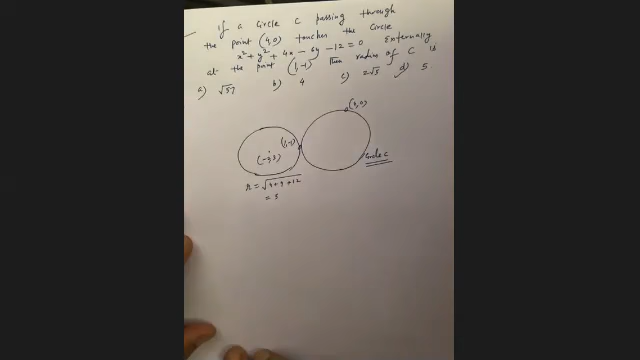 If a Circle C passing through
the point (4,0) touches the Circle
x² + y² + 4x - 6y - 12 = 0 Externally
at the point (1,-1) Then radius of C is
a) √57 b) 4 c) 2√5 d) 5
(4,0)
(1,-1)
(-2,3)
Circle C
r = √4+9+12
= 5